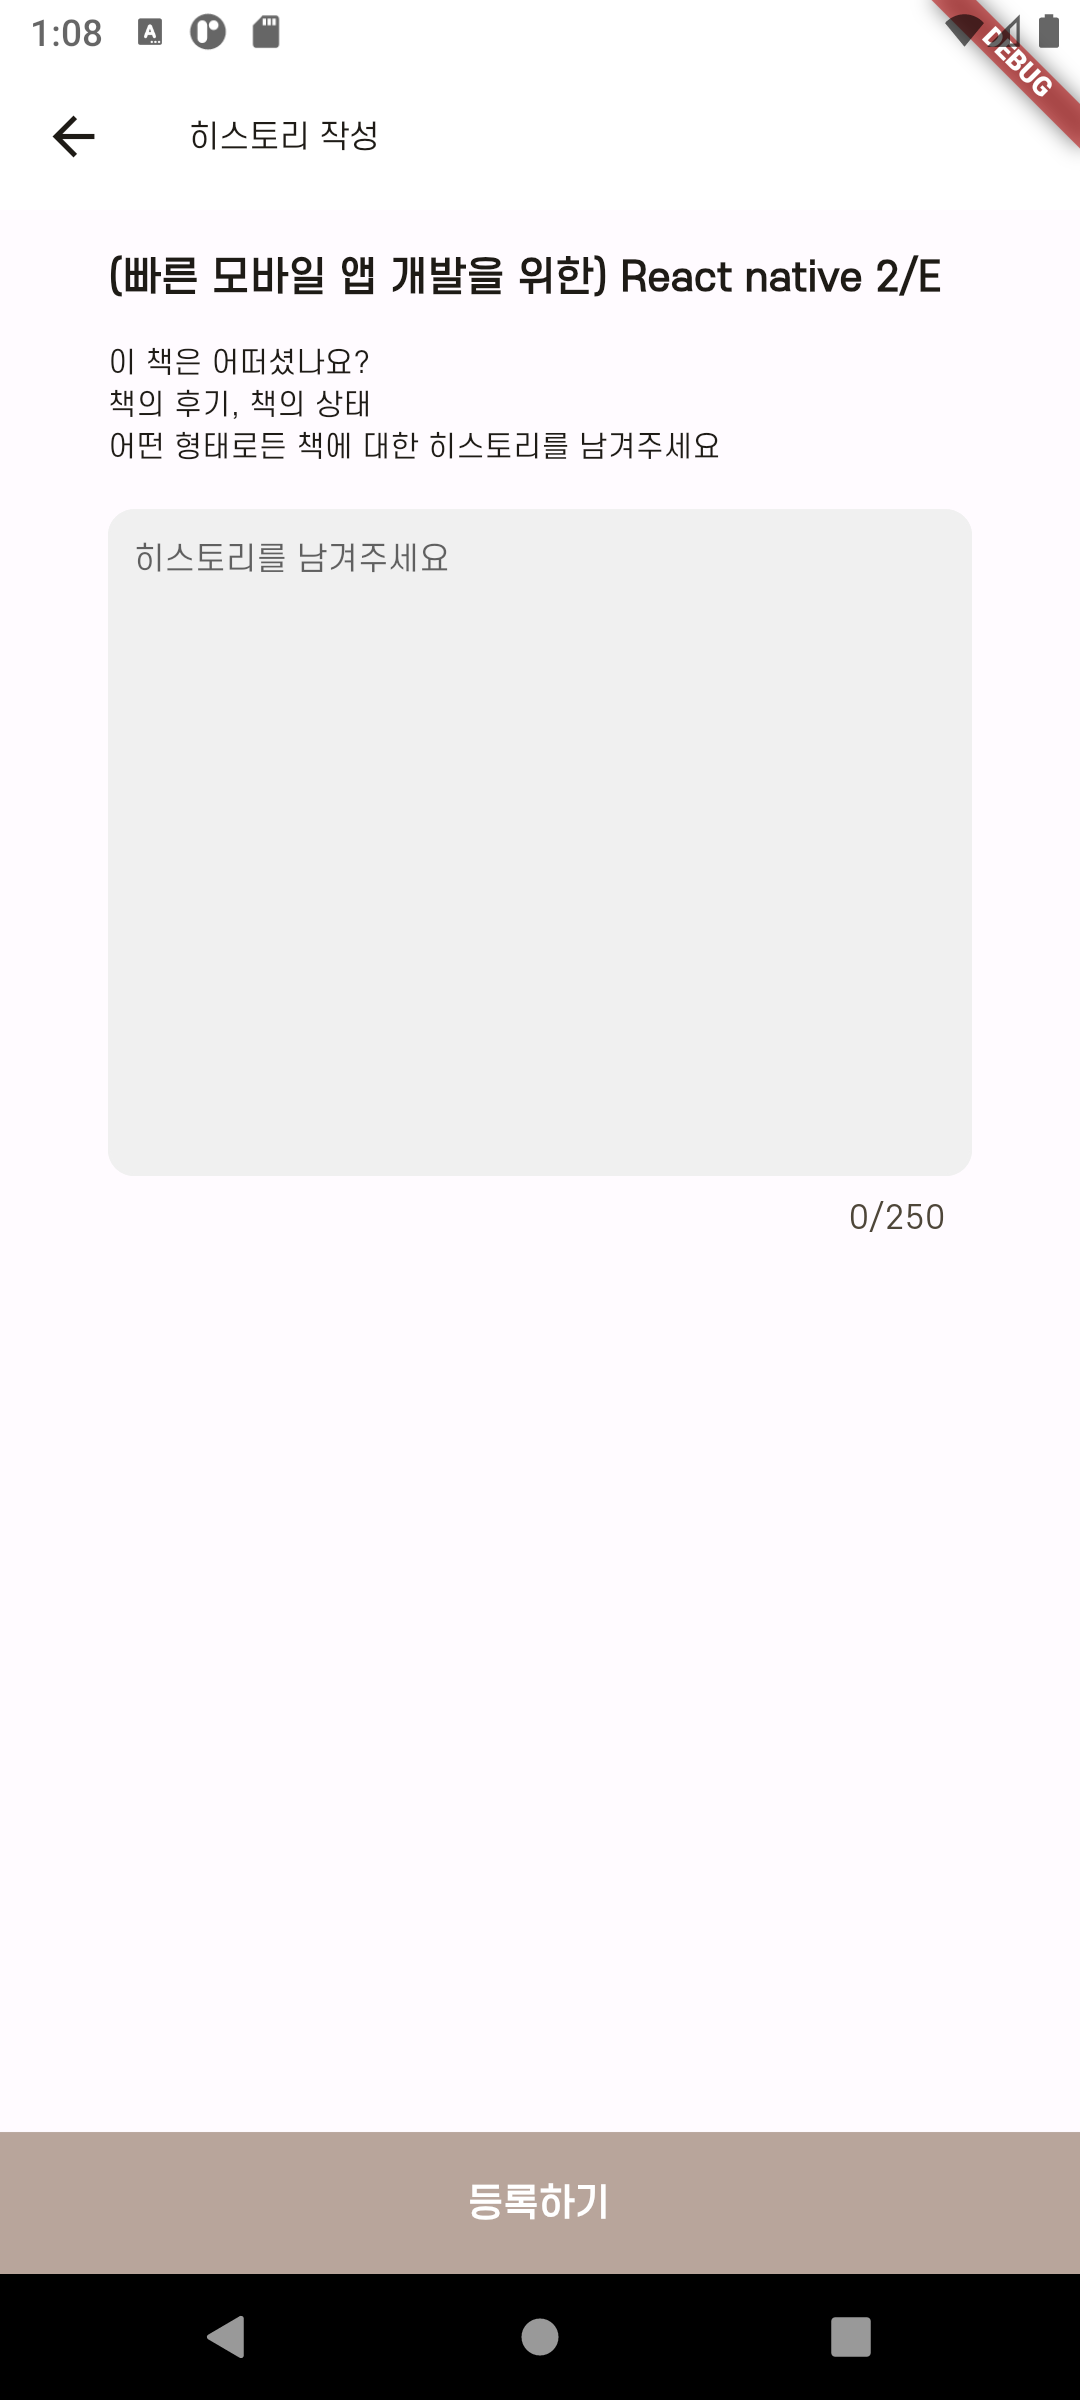 1:08
DEBUG
히스토리 작성
(빠른 모바일 앱 개발을 위한) React native 2/E
이 책은 어떠셨나요?
책의 후기, 책의 상태
어떤 형태로든 책에 대한 히스토리를 남겨주세요
히스토리를 남겨주세요
0/250
등록하기